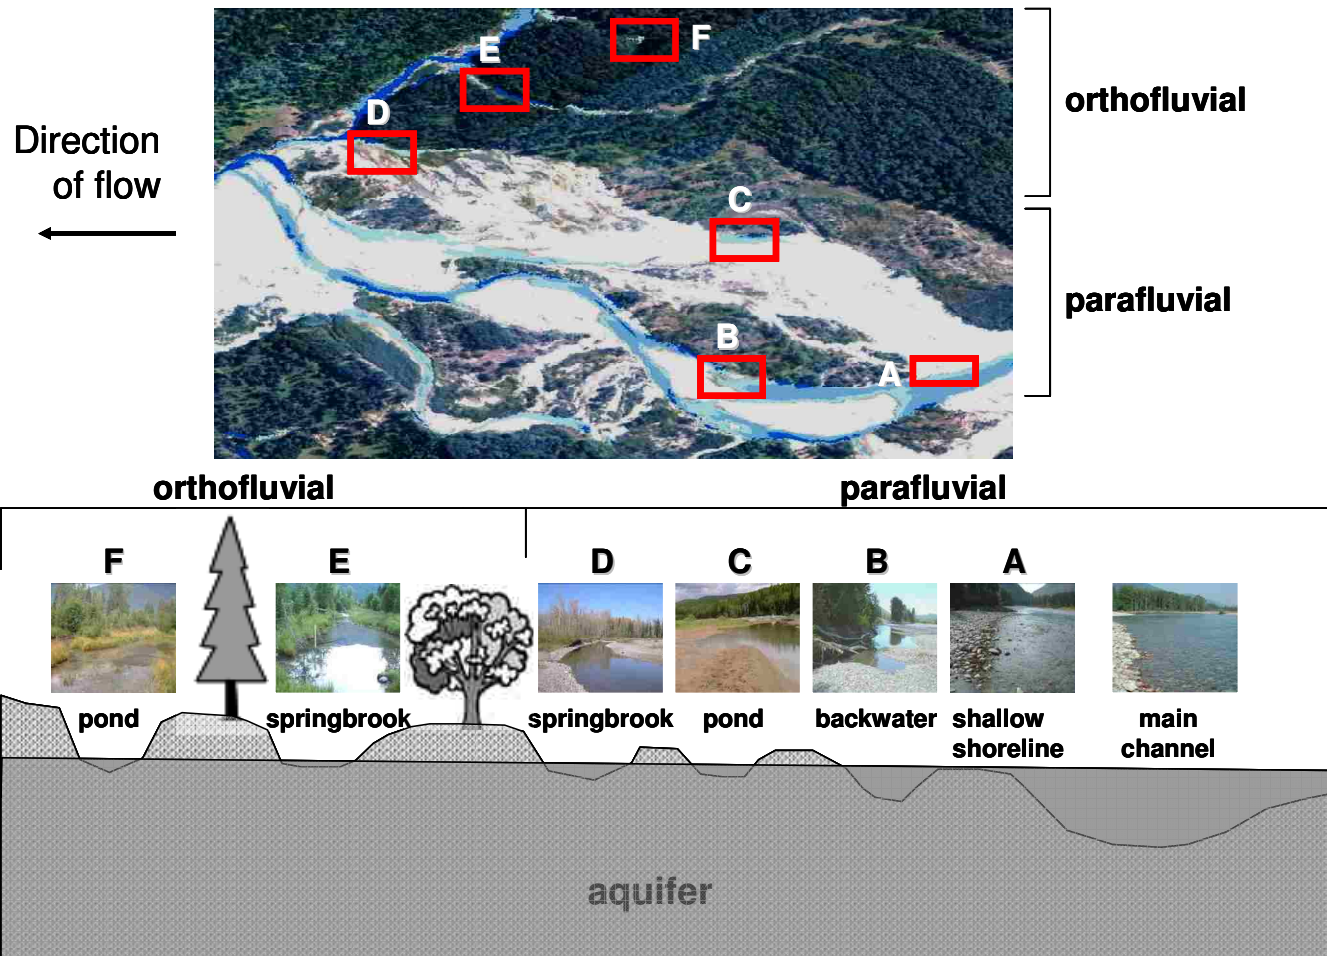 F
orthofluvial
E
D
Direction
of flow
C
parafluvial
B
A
orthofluvial
parafluvial
F
E
D
C
B
A
pond
springbrook
springbrook
pond
backwater
shallow
shoreline
main
channel
aquifer